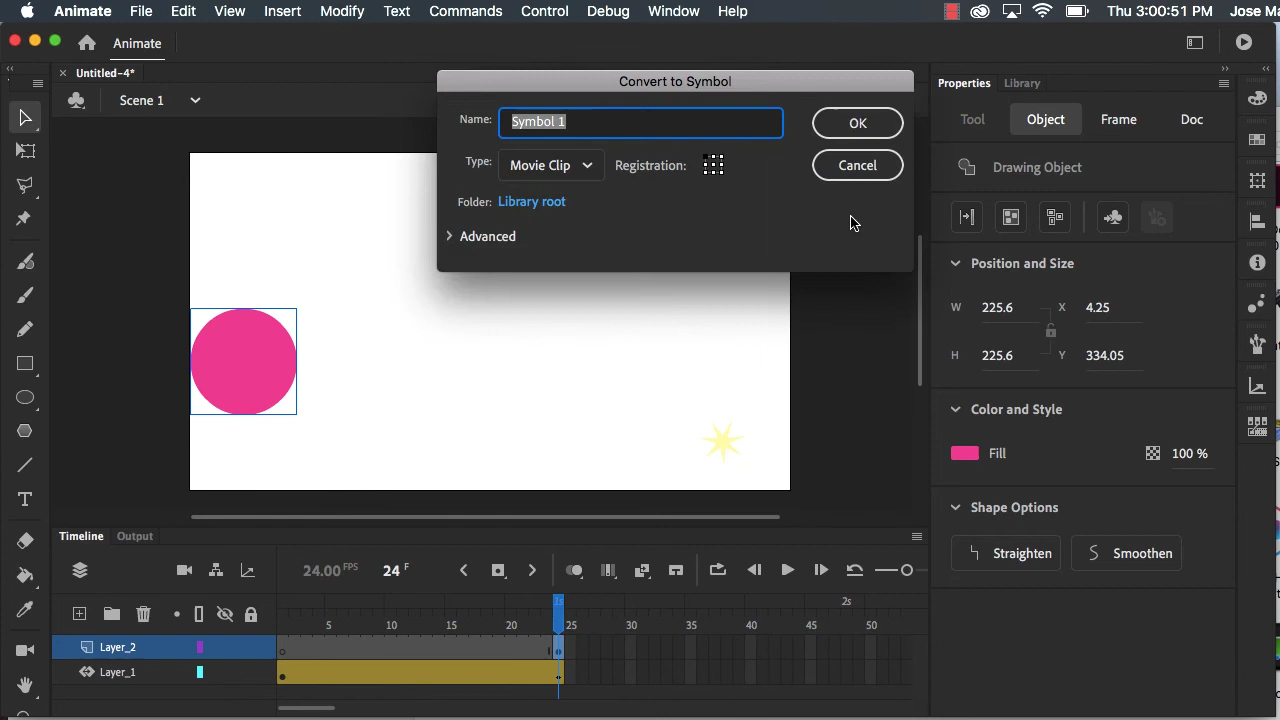 Animate File Edit View Insert Modify Text Commands Control Debug Window Help Thu 3:00:51 PM Jose Ma
Animate
Untitled-4*
Scene 1
Convert to Symbol
Name: Symbol 1 OK
Type: Movie Clip Registration: Cancel
Folder: Library root
Advanced
Properties Library
Tool Object Frame Doc
Drawing Object
Position and Size
W 225.6 X 4.25
H 225.6 Y 334.05
Color and Style
Fill 100 %
Shape Options
Straighten Smoothen
Timeline Output
24.00 FPS 24 F
1s 2s
5 10 15 20 25 30 35 40 45 50
Layer_2
Layer_1